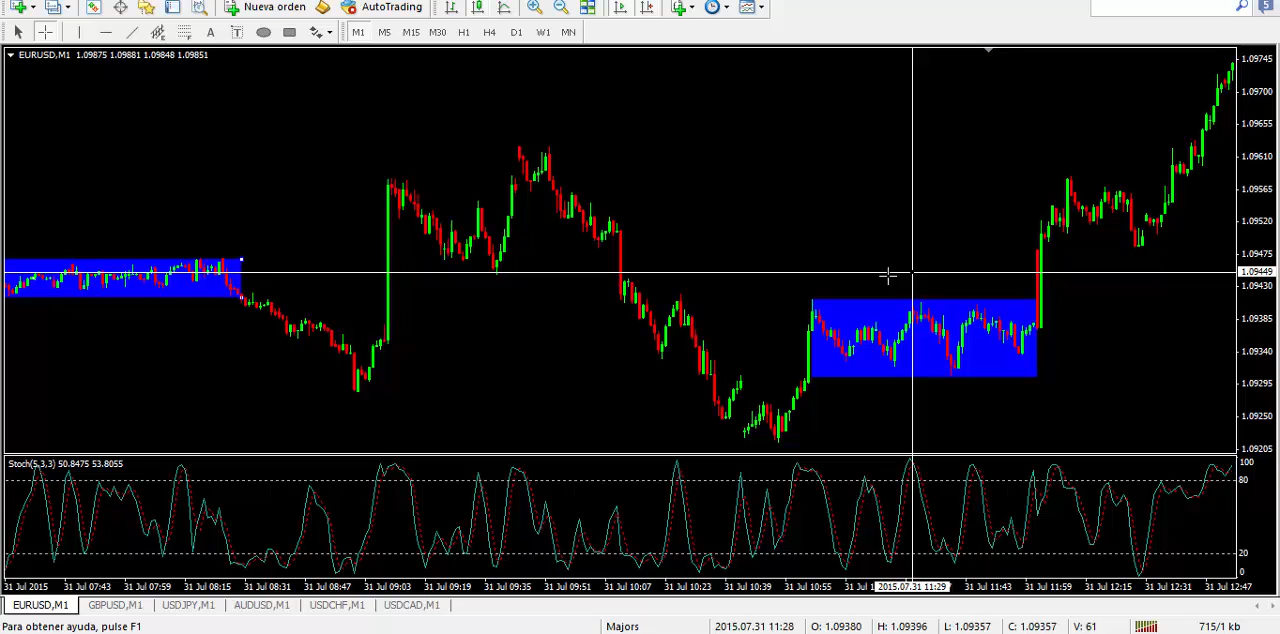 Nueva orden AutoTrading 5
A T M1 M5 M15 M30 H1 H4 D1 W1 MN
EURUSD,M1 1.09875 1.09881 1.09848 1.09851
1.09745
1.09700
1.09655
1.09610
1.09565
1.09520
1.09475
1.09449
1.09430
1.09385
1.09340
1.09295
1.09250
1.09205
Stoch(5,3,3) 50.8475 53.8055
100
80
20
0
31 Jul 2015 31 Jul 07:43 31 Jul 07:59 31 Jul 08:15 31 Jul 08:31 31 Jul 08:47 31 Jul 09:03 31 Jul 09:19 31 Jul 09:35 31 Jul 09:51 31 Jul 10:07 31 Jul 10:23 31 Jul 10:39 31 Jul 10:55 31 Jul 1 2015.07.31 11:29 31 Jul 11:43 31 Jul 11:59 31 Jul 12:15 31 Jul 12:31 31 Jul 12:47
EURUSD,M1 GBPUSD,M1 USDJPY,M1 AUDUSD,M1 USDCHF,M1 USDCAD,M1
Para obtener ayuda, pulse F1 Majors 2015.07.31 11:28 O: 1.09380 H: 1.09396 L: 1.09357 C: 1.09357 V: 61 715/1 kb